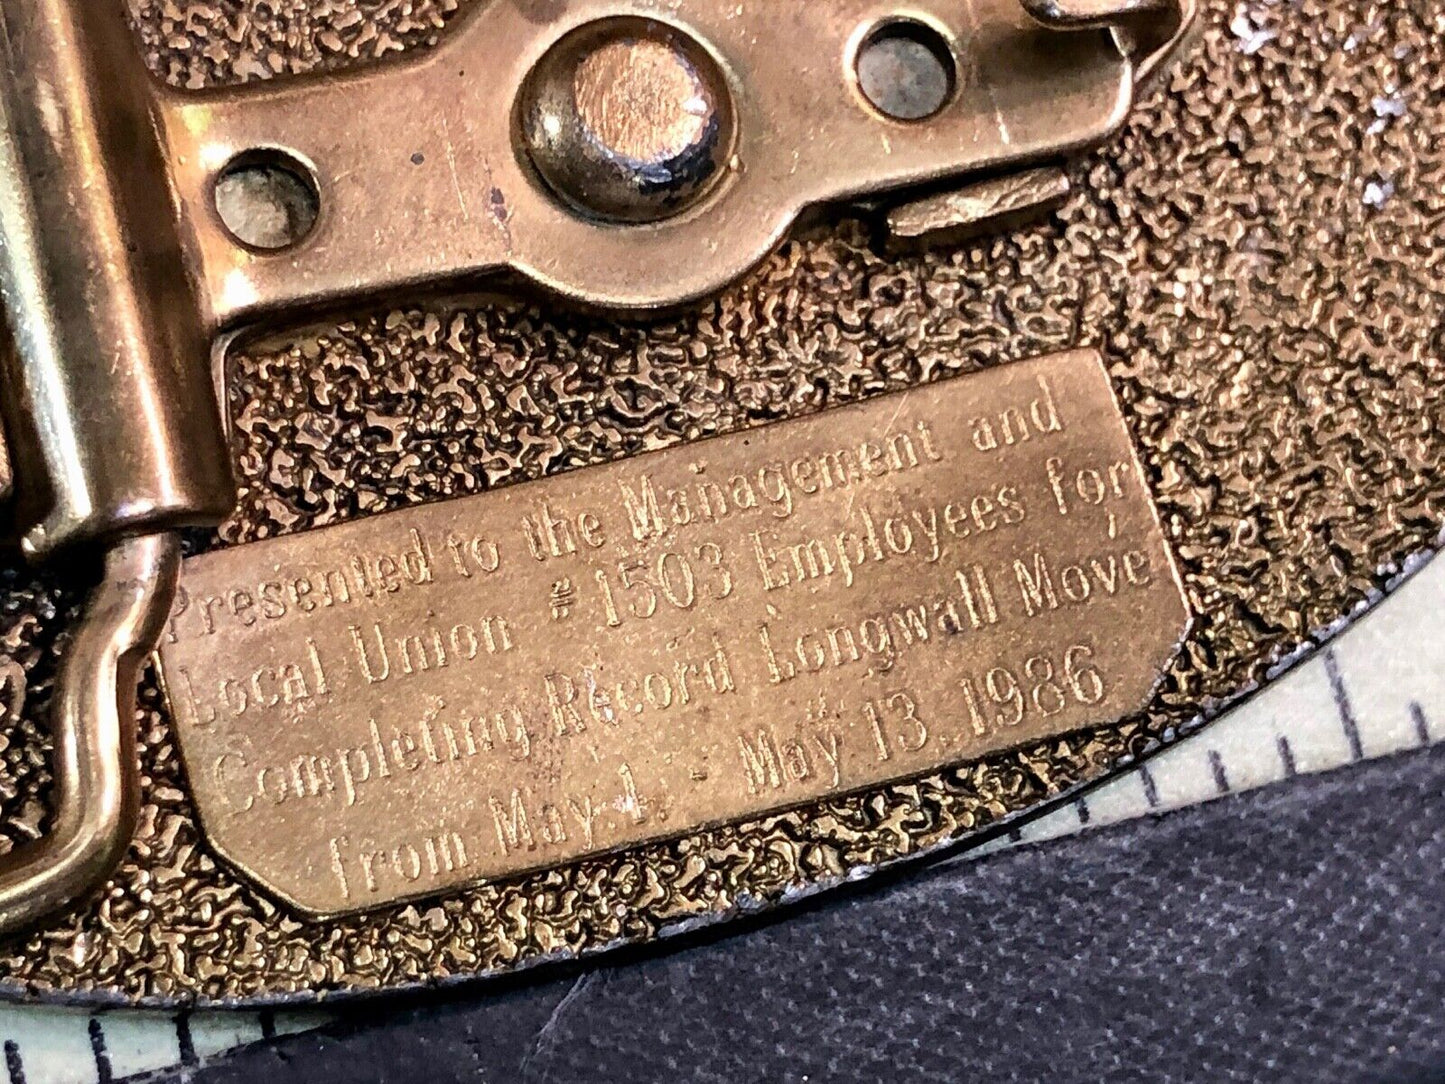 Presented to the Management and
Local Union # 1503 Employees for
Completing Record Longwall Move
from May 1, - May 13, 1986